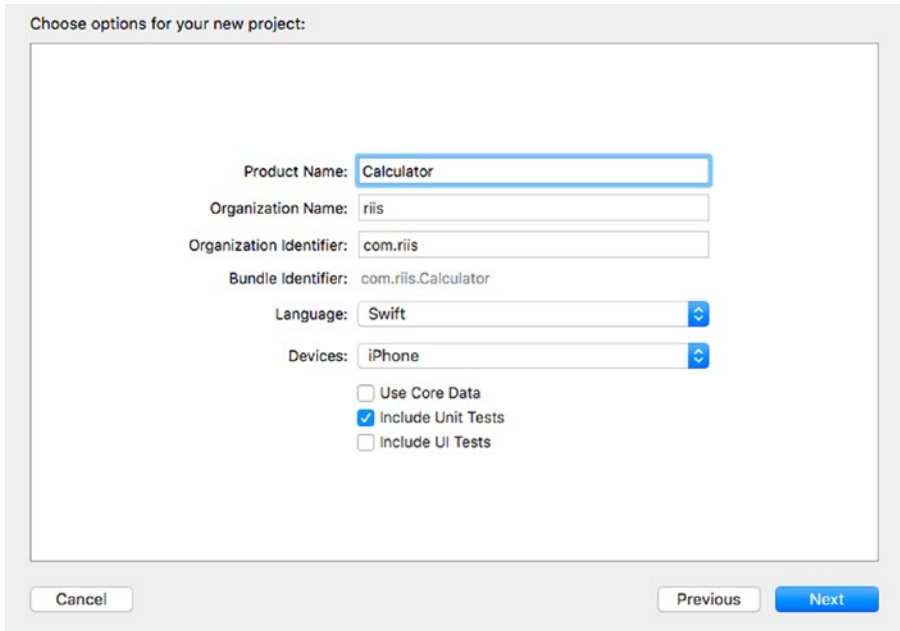 Choose options for your new project:
Product Name: Calculator
Organization Name: riis
Organization Identifier: com.riis
Bundle Identifier: com.riis.Calculator
Language: Swift
Devices: iPhone
Use Core Data
Include Unit Tests
Include UI Tests
Cancel Previous Next